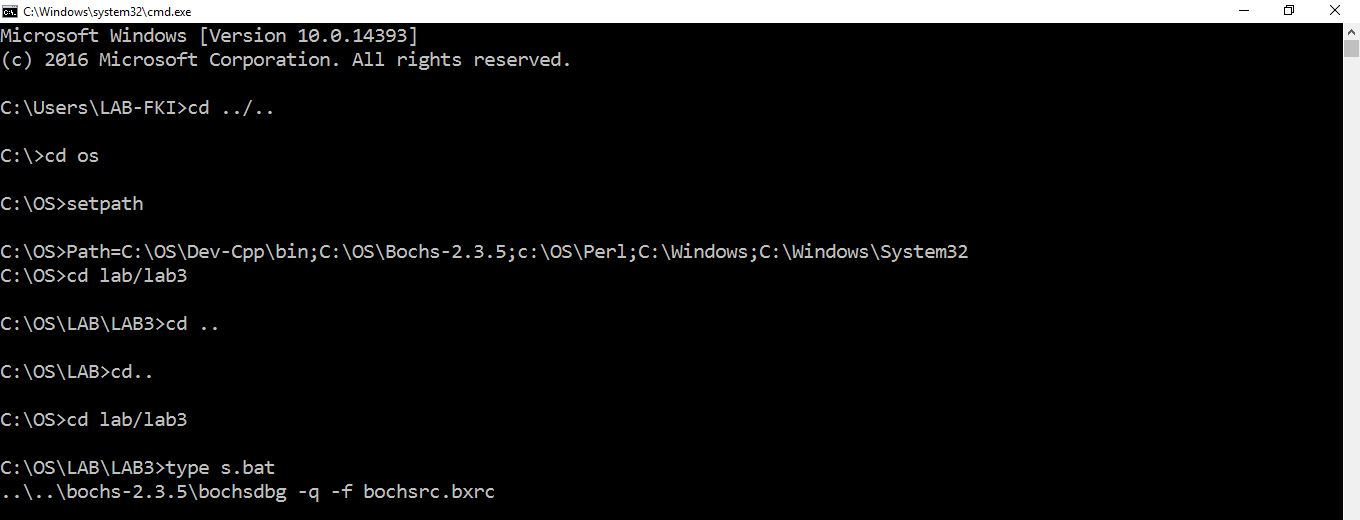 C:\Windows\system32\cmd.exe
Microsoft Windows [Version 10.0.14393]
(c) 2016 Microsoft Corporation. All rights reserved.
C:\Users\LAB-FKI>cd ../..
C:\>cd os
C:\OS>setpath
C:\OS>Path=C:\OS\Dev-Cpp\bin;C:\OS\Bochs-2.3.5;c:\OS\Perl;C:\Windows;C:\Windows\System32
C:\OS>cd lab/lab3
C:\OS\LAB\LAB3>cd ..
C:\OS\LAB>cd..
C:\OS>cd lab/lab3
C:\OS\LAB\LAB3>type s.bat
..\..\bochs-2.3.5\bochsdbg -q -f bochsrc.bxrc